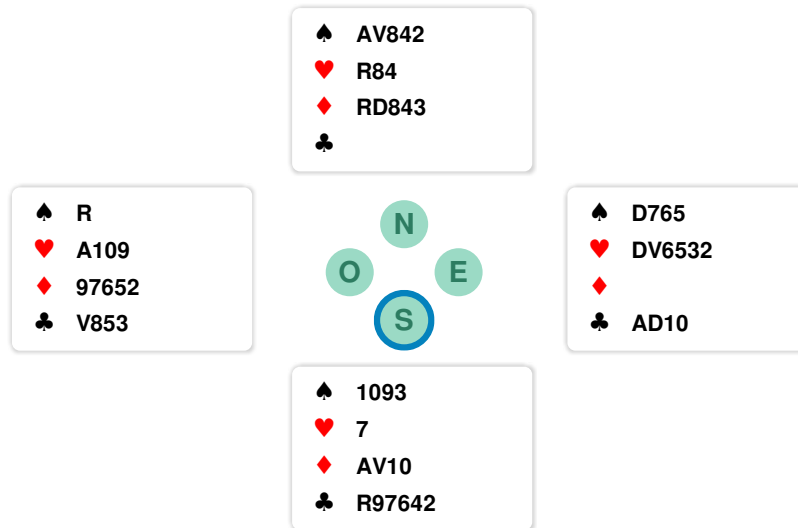 ♠ AV842
♥ R84
♦ RD843
♣
♠ R
♥ A109
♦ 97652
♣ V853
N
O E
S
♠ D765
♥ DV6532
♦
♣ AD10
♠ 1093
♥ 7
♦ AV10
♣ R97642